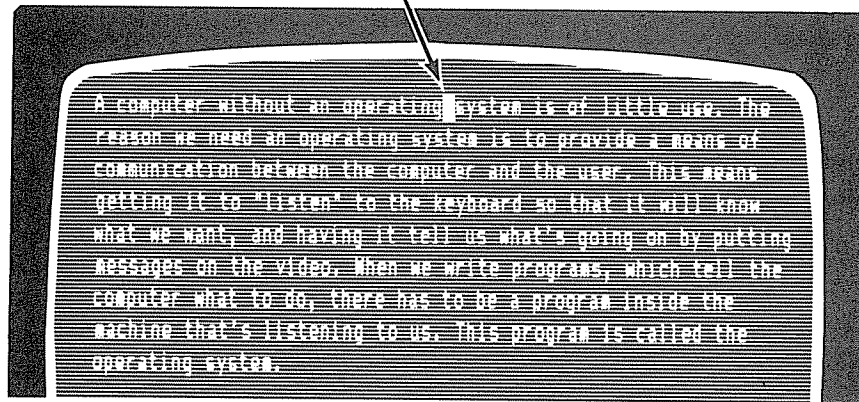 A computer without an operating system is of little use. The
reason we need an operating system is to provide a means of
communication between the computer and the user. This means
getting it to "listen" to the keyboard so that it will know
what we want, and having it tell us what's going on by putting
messages on the video. When we write programs, which tell the
computer what to do, there has to be a program inside the
machine that's listening to us. This program is called the
operating system.